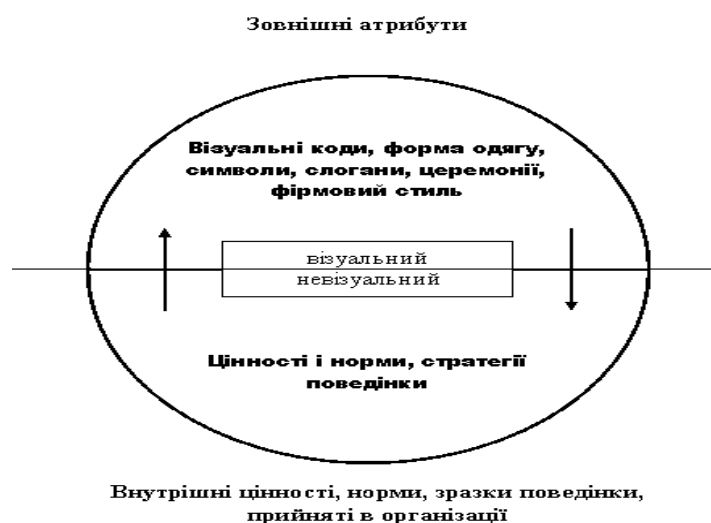 Зовнішні атрибути
Візуальні коди, форма одягу,
символи, слогани, церемонії,
фірмовий стиль
візуальний
невізуальний
Цінності і норми, стратегії
поведінки
Внутрішні цінності, норми, зразки поведінки,
прийняті в організації